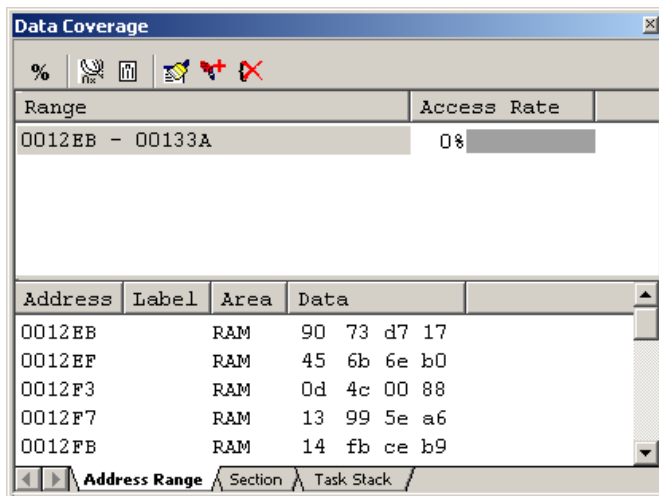 Data Coverage
%
Range Access Rate
0012EB - 00133A 0%
Address Label Area Data
0012EB RAM 90 73 d7 17
0012EF RAM 45 6b 6e b0
0012F3 RAM 0d 4c 00 88
0012F7 RAM 13 99 5e a6
0012FB RAM 14 fb ce b9
Address Range Section Task Stack